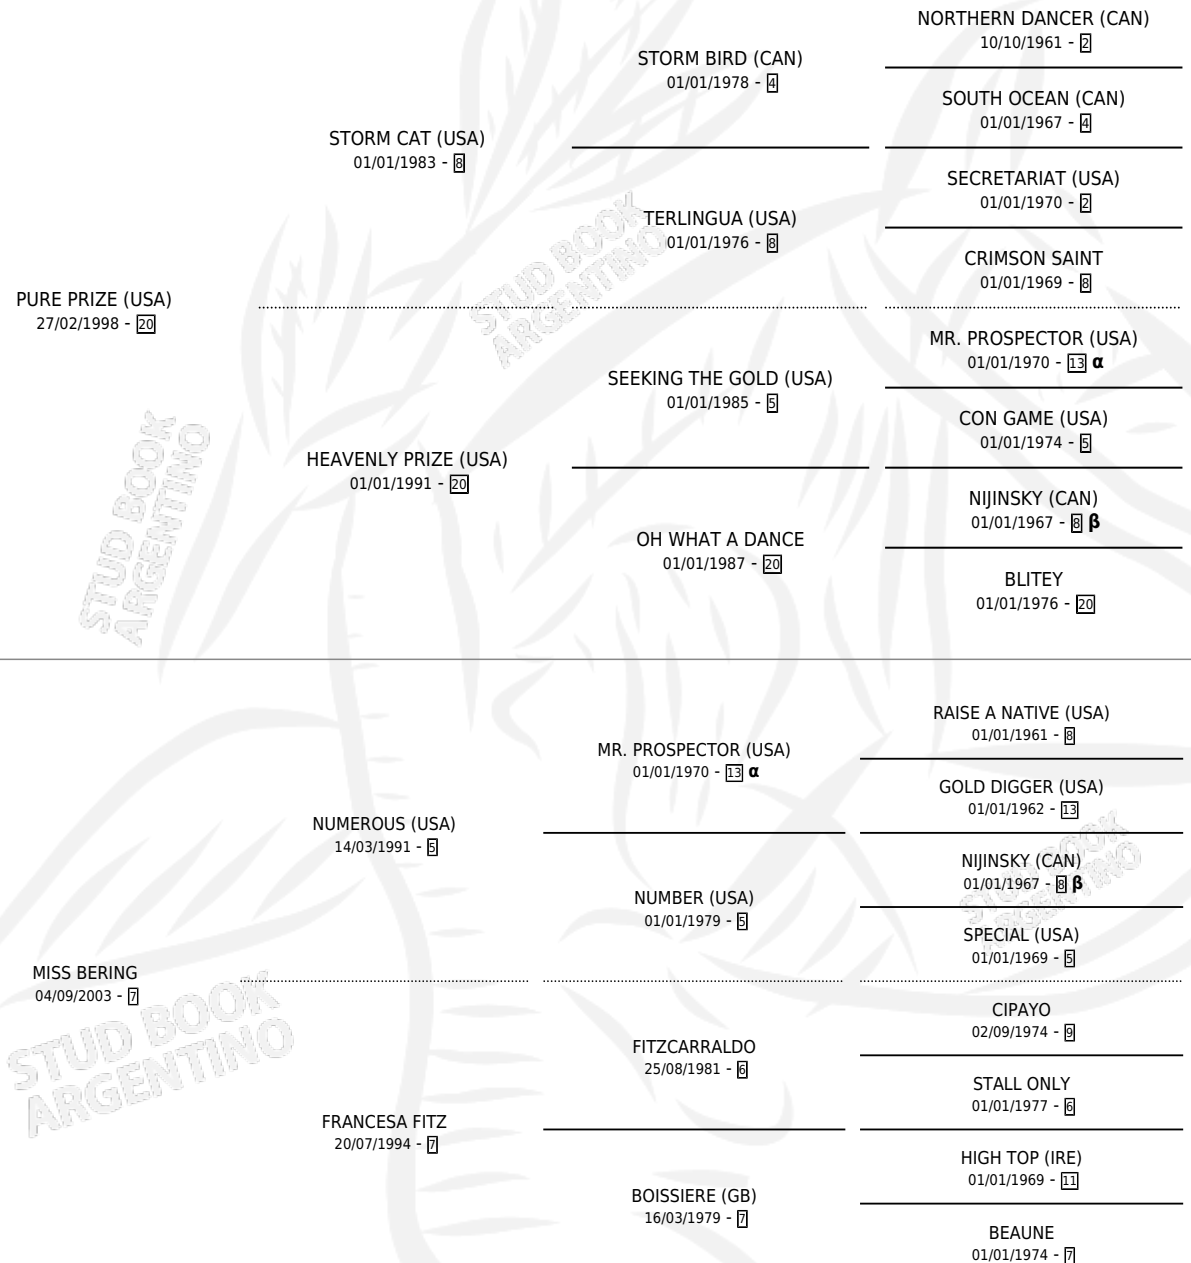 NORTHERN DANCER (CAN)
10/10/1961 - 2
STORM BIRD (CAN)
01/01/1978 - 4
SOUTH OCEAN (CAN)
01/01/1967 - 4
STORM CAT (USA)
01/01/1983 - 8
SECRETARIAT (USA)
01/01/1970 - 2
TERLINGUA (USA)
01/01/1976 - 8
CRIMSON SAINT
01/01/1969 - 8
PURE PRIZE (USA)
27/02/1998 - 20
STUD BOOK
ARGENTINO
MR. PROSPECTOR (USA)
01/01/1970 - 13 α
SEEKING THE GOLD (USA)
01/01/1985 - 5
CON GAME (USA)
01/01/1974 - 5
HEAVENLY PRIZE (USA)
01/01/1991 - 20
NIJINSKY (CAN)
01/01/1967 - 8 β
OH WHAT A DANCE
01/01/1987 - 20
BLITEY
01/01/1976 - 20
STUD BOOK
ARGENTINO
RAISE A NATIVE (USA)
01/01/1961 - 8
MR. PROSPECTOR (USA)
01/01/1970 - 13 α
GOLD DIGGER (USA)
01/01/1962 - 13
NUMEROUS (USA)
14/03/1991 - 5
NIJINSKY (CAN)
01/01/1967 - 8 β
NUMBER (USA)
01/01/1979 - 5
SPECIAL (USA)
01/01/1969 - 5
STUD BOOK
ARGENTINO
MISS BERING
04/09/2003 - 7
CIPAYO
02/09/1974 - 9
FITZCARRALDO
25/08/1981 - 6
STALL ONLY
01/01/1977 - 6
STUD BOOK
ARGENTINO
FRANCESA FITZ
20/07/1994 - 7
HIGH TOP (IRE)
01/01/1969 - 11
BOISSIERE (GB)
16/03/1979 - 7
BEAUNE
01/01/1974 - 7